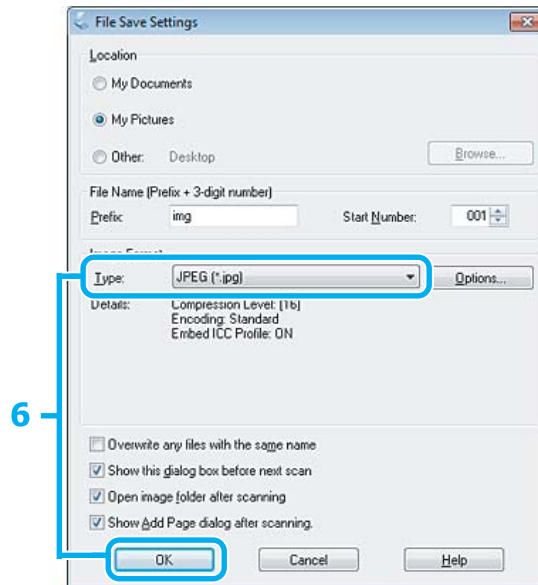 File Save Settings
Location
My Documents
My Pictures
Other: Desktop Browse...
File Name (Prefix + 3-digit number)
Prefix: img Start Number: 001
Image Format
Type: JPEG (*.jpg) Options...
Details: Compression Level: [16]
Encoding: Standard
Embed ICC Profile: ON
6
Overwrite any files with the same name
Show this dialog box before next scan
Open image folder after scanning
Show Add Page dialog after scanning.
OK Cancel Help